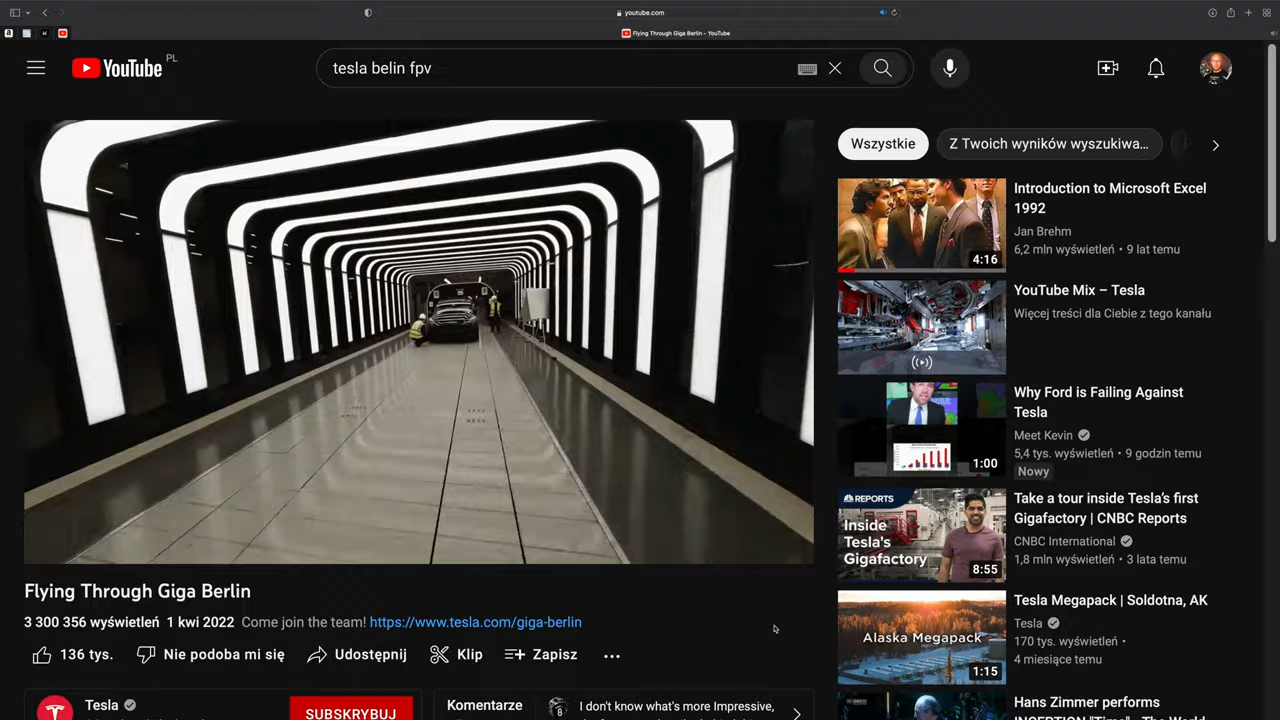 youtube.com
Flying Through Giga Berlin - YouTube
YouTube PL
tesla belin fpv
Wszystkie
Z Twoich wyników wyszukiwa...
Introduction to Microsoft Excel
1992
Jan Brehm
6,2 mln wyświetleń • 9 lat temu
4:16
YouTube Mix – Tesla
Więcej treści dla Ciebie z tego kanału
Why Ford is Failing Against
Tesla
Meet Kevin
5,4 tys. wyświetleń • 9 godzin temu
Nowy
1:00
REPORTS
Inside
Tesla's
Gigafactory
8:55
Take a tour inside Tesla's first
Gigafactory | CNBC Reports
CNBC International
1,8 mln wyświetleń • 3 lata temu
Alaska Megapack
1:15
Tesla Megapack | Soldotna, AK
Tesla
170 tys. wyświetleń •
4 miesiące temu
Hans Zimmer performs
Flying Through Giga Berlin
3 300 356 wyświetleń 1 kwi 2022 Come join the team! https://www.tesla.com/giga-berlin
136 tys. Nie podoba mi się Udostępnij Klip Zapisz
Tesla
SUBSKRYBUJ
Komentarze
8
I don't know what's more Impressive,